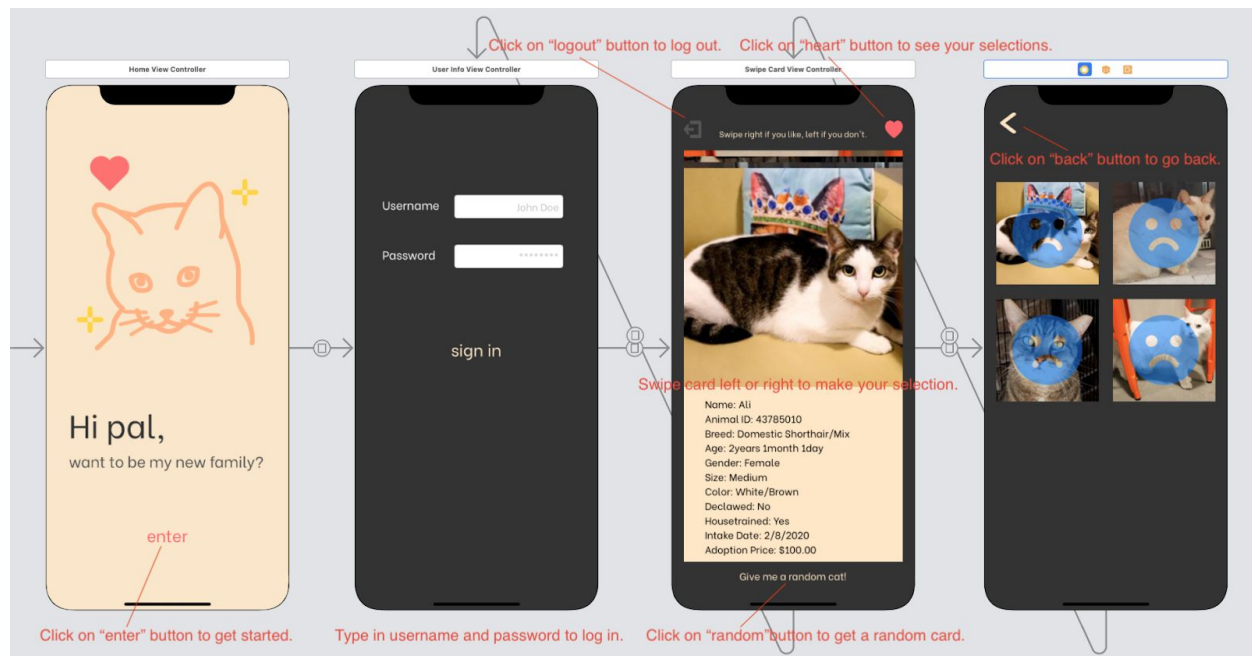 Click on “logout” button to log out.
Click on “heart” button to see your selections.
Home View Controller
User Info View Controller
Swipe Card View Controller
Hi pal,
want to be my new family?
enter
Click on “enter” button to get started.
Username
John Doe
Password
********
sign in
Type in username and password to log in.
Swipe right if you like, left if you don't.
Swipe card left or right to make your selection.
Name: Ali
Animal ID: 43785010
Breed: Domestic Shorthair/Mix
Age: 2years 1month 1day
Gender: Female
Size: Medium
Color: White/Brown
Declawed: No
Housetrained: Yes
Intake Date: 2/8/2020
Adoption Price: $100.00
Give me a random cat!
Click on “random”button to get a random card.
Click on “back” button to go back.